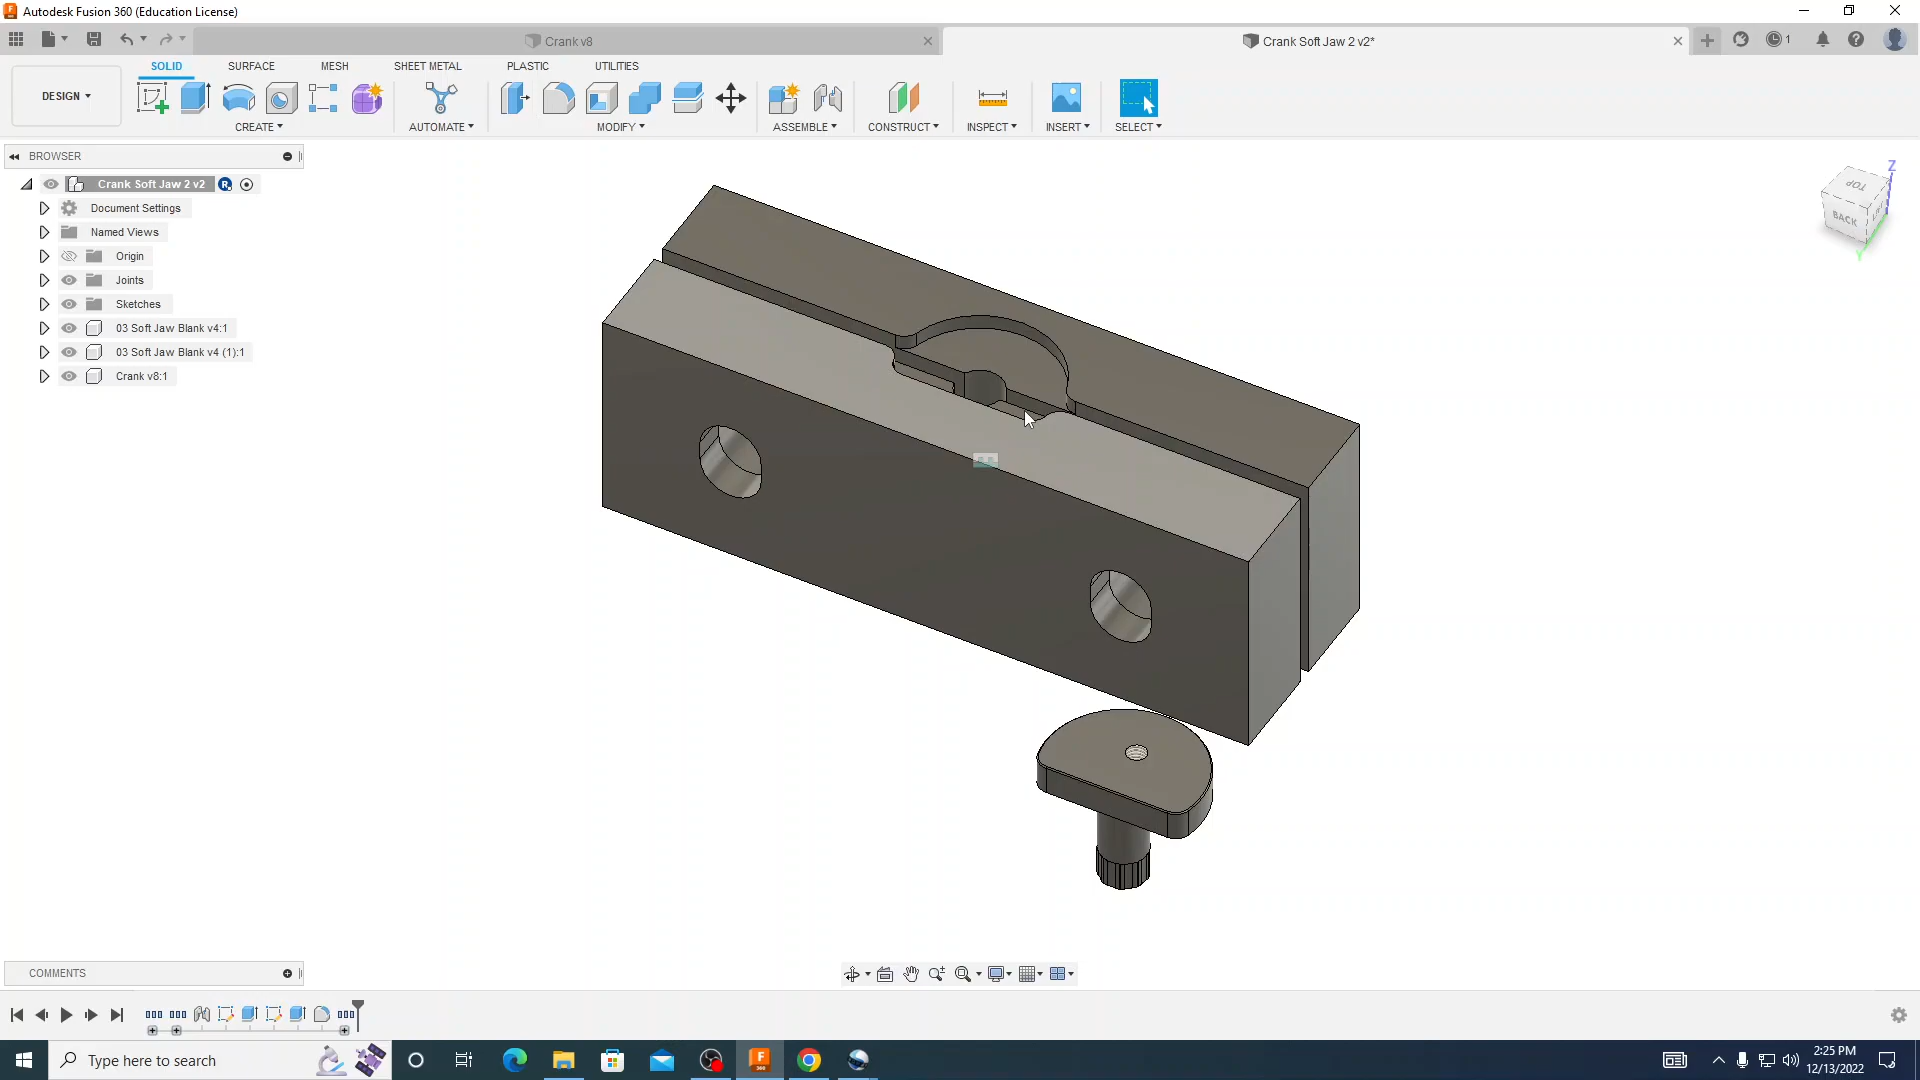 Autodesk Fusion 360 (Education License)
Crank v8
Crank Soft Jaw 2 v2*
1
DESIGN
SOLID
SURFACE
MESH
SHEET METAL
PLASTIC
UTILITIES
CREATE
AUTOMATE
MODIFY
ASSEMBLE
CONSTRUCT
INSPECT
INSERT
SELECT
BROWSER
Crank Soft Jaw 2 v2
Document Settings
Named Views
Origin
Joints
Sketches
03 Soft Jaw Blank v4:1
03 Soft Jaw Blank v4 (1):1
Crank v8:1
Z
TOP
BACK
Y
COMMENTS
Type here to search
2:25 PM
12/13/2022